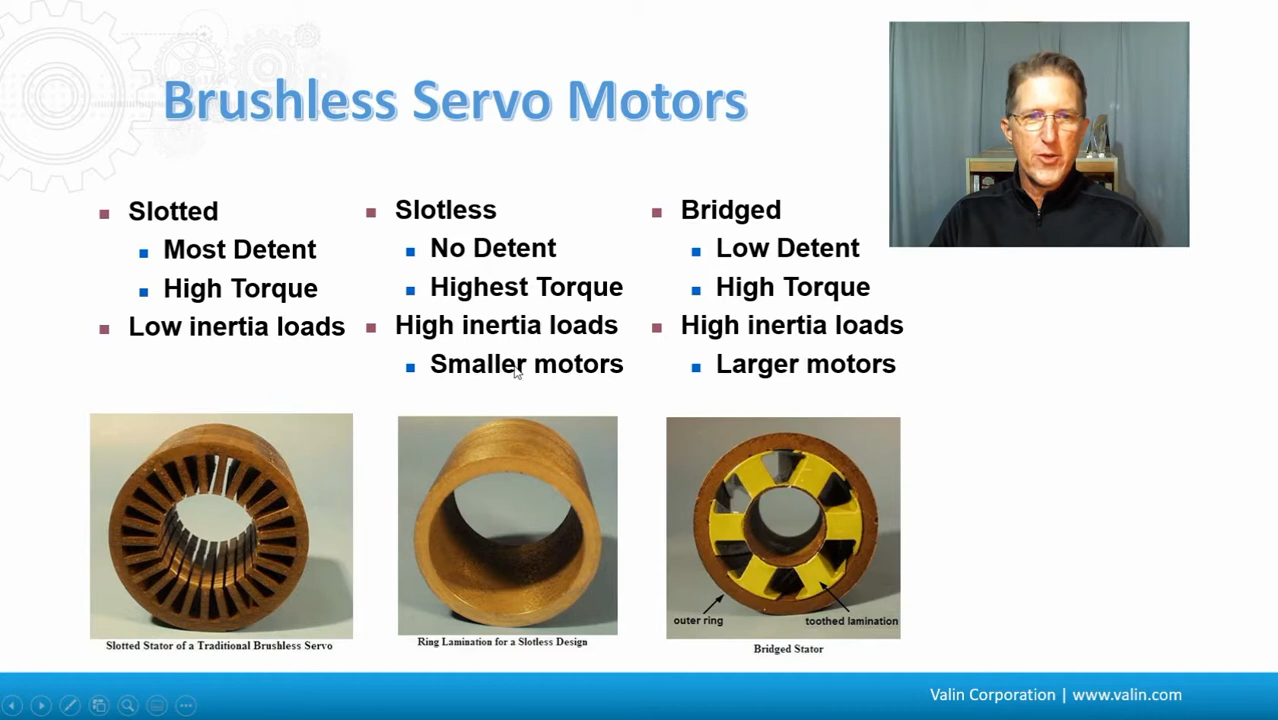 Brushless Servo Motors
Slotted
Most Detent
High Torque
Low inertia loads
Slotless
No Detent
Highest Torque
High inertia loads
Smaller motors
Bridged
Low Detent
High Torque
High inertia loads
Larger motors
Slotted Stator of a Traditional Brushless Servo
Ring Lamination for a Slotless Design
outer ring
toothed lamination
Bridged Stator
Valin Corporation | www.valin.com